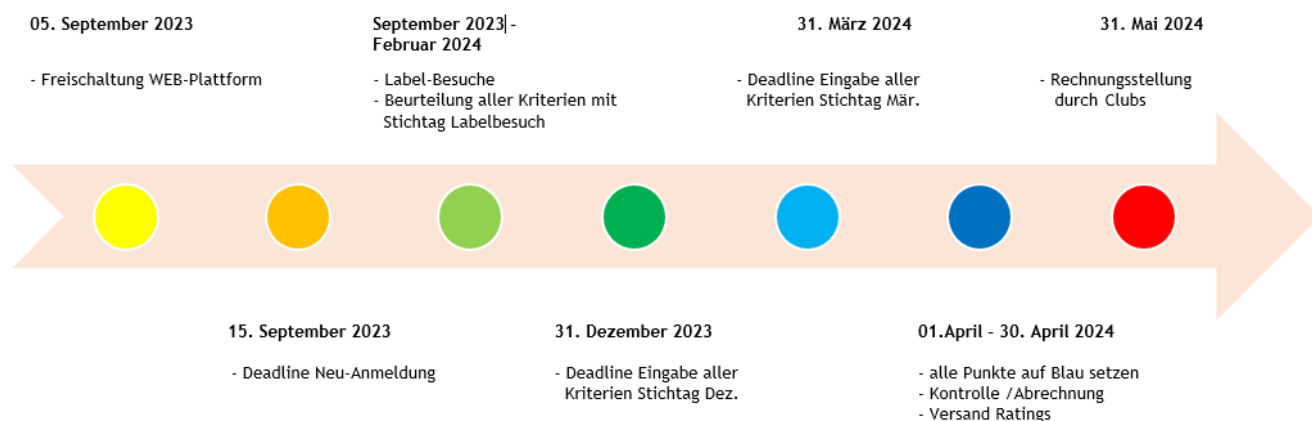 05. September 2023
- Freischaltung WEB-Plattform
September 2023 -
Februar 2024
- Label-Besuche
- Beurteilung aller Kriterien mit
Stichtag Labelbesuch
31. März 2024
- Deadline Eingabe aller
Kriterien Stichtag Mär.
31. Mai 2024
- Rechnungsstellung
durch Clubs
15. September 2023
- Deadline Neu-Anmeldung
31. Dezember 2023
- Deadline Eingabe aller
Kriterien Stichtag Dez.
01.April - 30. April 2024
- alle Punkte auf Blau setzen
- Kontrolle /Abrechnung
- Versand Ratings